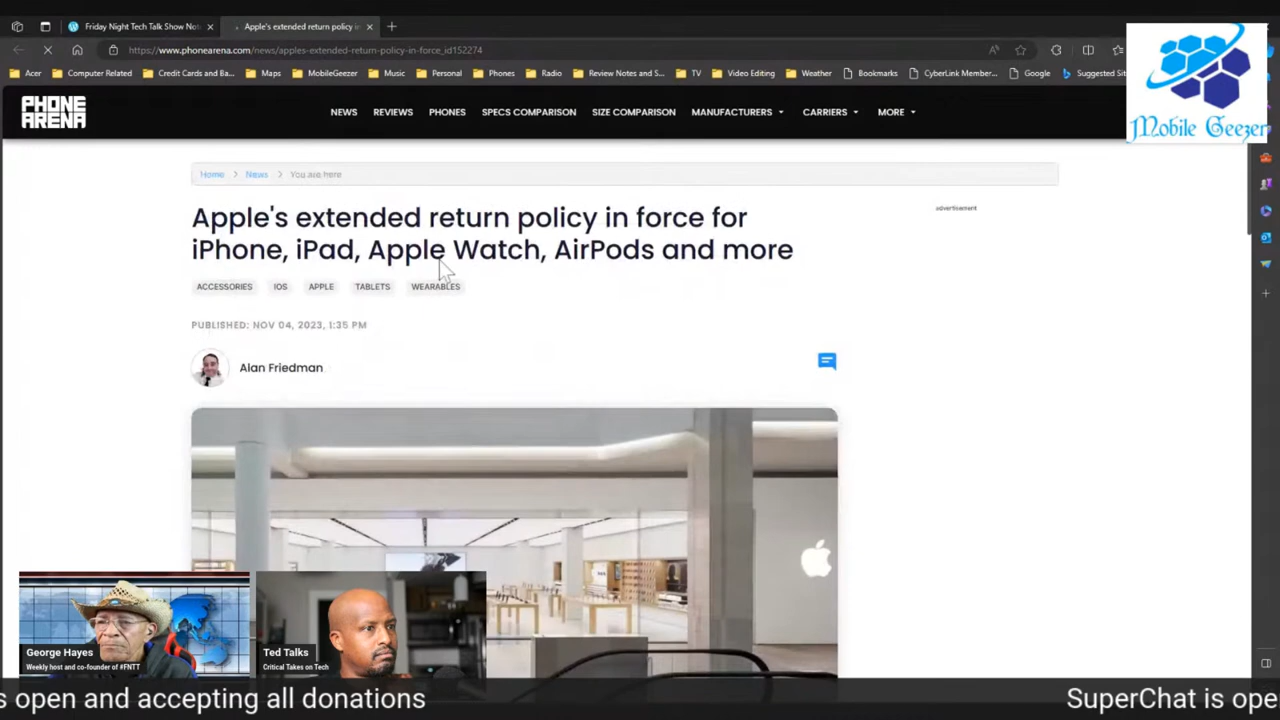 Friday Night Tech Talk Show Not
Apple's extended return policy in
https://www.phonearena.com/news/apples-extended-return-policy-in-force_id152274
Acer
Computer Related
Credit Cards and Ba...
Maps
MobileGeezer
Music
Personal
Phones
Radio
Review Notes and S...
TV
Video Editing
Weather
Bookmarks
CyberLink Member...
Google
Suggested Sit
Mobile Geezer
PHONE
ARENA
NEWS
REVIEWS
PHONES
SPECS COMPARISON
SIZE COMPARISON
MANUFACTURERS
CARRIERS
MORE
Home > News > You are here
advertisement
Apple's extended return policy in force for
iPhone, iPad, Apple Watch, AirPods and more
ACCESSORIES
IOS
APPLE
TABLETS
WEARABLES
PUBLISHED: NOV 04, 2023, 1:35 PM
Alan Friedman
George Hayes
Weekly host and co-founder of #FNTT
Ted Talks
Critical Takes on Tech
s open and accepting all donations
SuperChat is ope